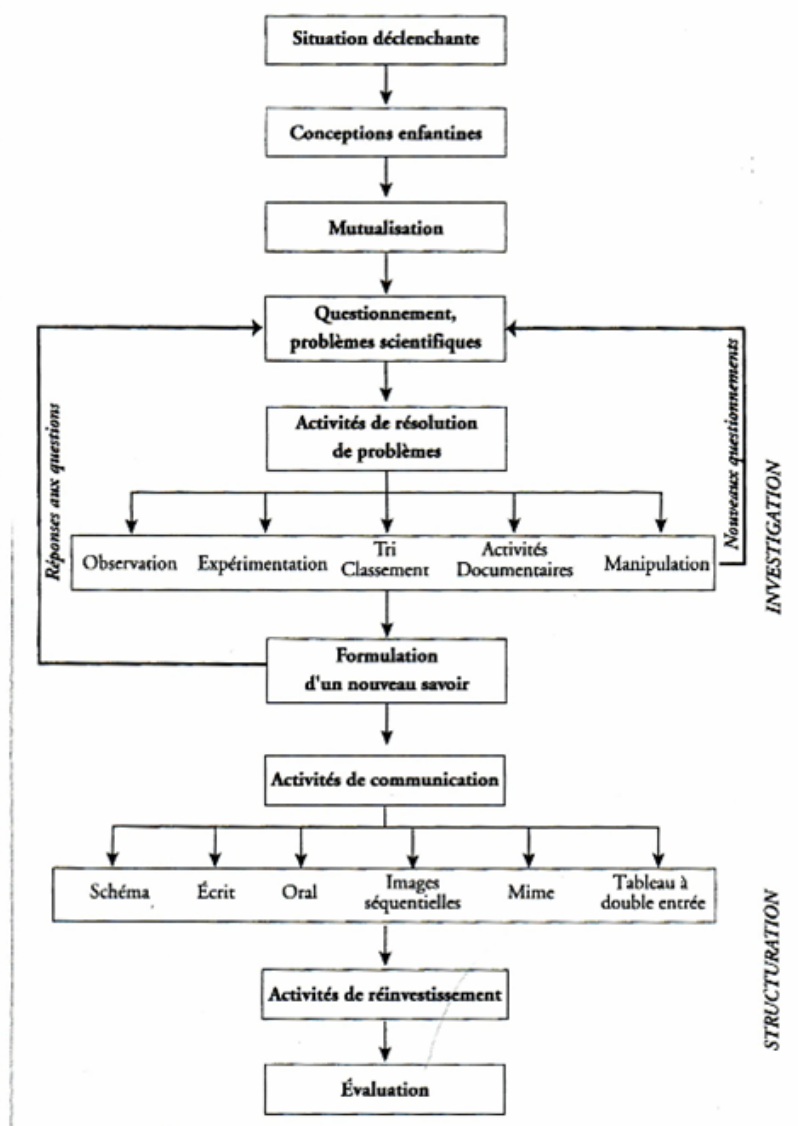 Situation déclenchante
Conceptions enfantines
Mutualisation
Questionnement,
problèmes scientifiques
Réponses aux questions
Nouveaux questionnements
Activités de résolution
de problèmes
INVESTIGATION
Observation
Expérimentation
Tri
Classement
Activités
Documentaires
Manipulation
Formulation
d'un nouveau savoir
Activités de communication
Schéma
Écrit
Oral
Images
séquentielles
Mime
Tableau à
double entrée
STRUCTURATION
Activités de réinvestissement
Évaluation